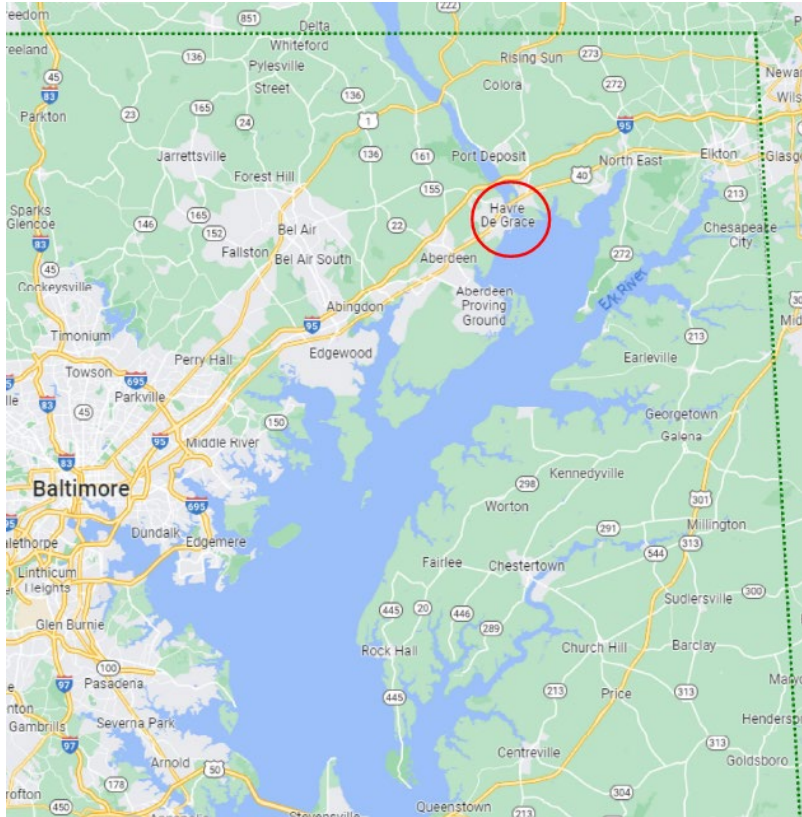 222
851
Delta
Whiteford
Rising Sun
273
136
Pylesville
45
Street
Colora
272
83
165
136
Parkton
23
24
1
95
Jarrettsville
136
161
Port Deposit
North East
Elkton
Forest Hill
155
40
213
Havre
De Grace
Sparks
Glencoe
146
165
152
22
Bel Air
Chesapeake
City
83
Fallston
Bel Air South
Aberdeen
272
45
Cockeysville
Abingdon
Aberdeen
Proving
Ground
Elk River
95
213
Timonium
Perry Hall
Edgewood
Earleville
Towson
695
Parkville
45
150
Georgetown
95
Middle River
Galena
83
Kennedyville
Baltimore
298
301
695
Worton
Dundalk
Edgemere
291
Millington
313
544
Fairlee
Chestertown
Linthicum
Heights
300
445
20
446
Sudlersville
Glen Burnie
289
Rock Hall
Church Hill
Barclay
100
97
Pasadena
445
213
Price
313
Severna Park
Gambrills
97
313
Centreville
Goldsboro
Arnold
50
178
304
450
Queenstown
213